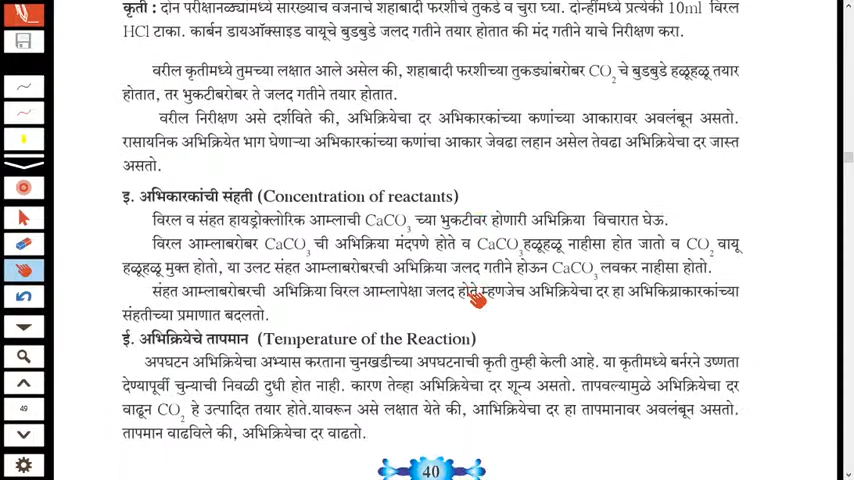 कृती : दोन परीक्षानळ्यांमध्ये सारख्याच वजनाचे शहाबादी फरशीचे तुकडे व चुरा घ्या. दोन्हींमध्ये प्रत्येकी 10ml विरल
HCl टाका. कार्बन डायऑक्साइड वायूचे बुडबुडे जलद गतीने तयार होतात की मंद गतीने याचे निरीक्षण करा.
वरील कृतीमध्ये तुमच्या लक्षात आले असेल की, शहाबादी फरशीच्या तुकड्यांबरोबर CO₂ चे बुडबुडे हळूहळू तयार
होतात, तर भुकटीबरोबर ते जलद गतीने तयार होतात.
वरील निरीक्षण असे दर्शविते की, अभिक्रियेचा दर अभिकारकांच्या कणांच्या आकारावर अवलंबून असतो.
रासायनिक अभिक्रियेत भाग घेणाऱ्या अभिकारकांच्या कणांचा आकार जेवढा लहान असेल तेवढा अभिक्रियेचा दर जास्त
असतो.
इ. अभिकारकांची संहती (Concentration of reactants)
विरल व संहत हायड्रोक्लोरिक आम्लाची CaCO₃ च्या भुकटीवर होणारी अभिक्रिया विचारात घेऊ.
विरल आम्लाबरोबर CaCO₃ ची अभिक्रिया मंदपणे होते व CaCO₃ हळूहळू नाहीसा होत जातो व CO₂ वायू
हळूहळू मुक्त होतो, या उलट संहत आम्लाबरोबरची अभिक्रिया जलद गतीने होऊन CaCO₃ लवकर नाहीसा होतो.
संहत आम्लाबरोबरची अभिक्रिया विरल आम्लापेक्षा जलद होते म्हणजेच अभिक्रियेचा दर हा अभिकियाकारकांच्या
संहतीच्या प्रमाणात बदलतो.
ई. अभिक्रियेचे तापमान (Temperature of the Reaction)
अपघटन अभिक्रियेचा अभ्यास करताना चुनखडीच्या अपघटनाची कृती तुम्ही केली आहे. या कृतीमध्ये बर्नरने उष्णता
देण्यापूर्वी चुन्याची निवळी दुधी होत नाही. कारण तेव्हा अभिक्रियेचा दर शून्य असतो. तापवल्यामुळे अभिक्रियेचा दर
वाढून CO₂ हे उत्पादित तयार होते.यावरून असे लक्षात येते की, आभिक्रियेचा दर हा तापमानावर अवलंबून असतो.
49
तापमान वाढविले की, अभिक्रियेचा दर वाढतो.
40